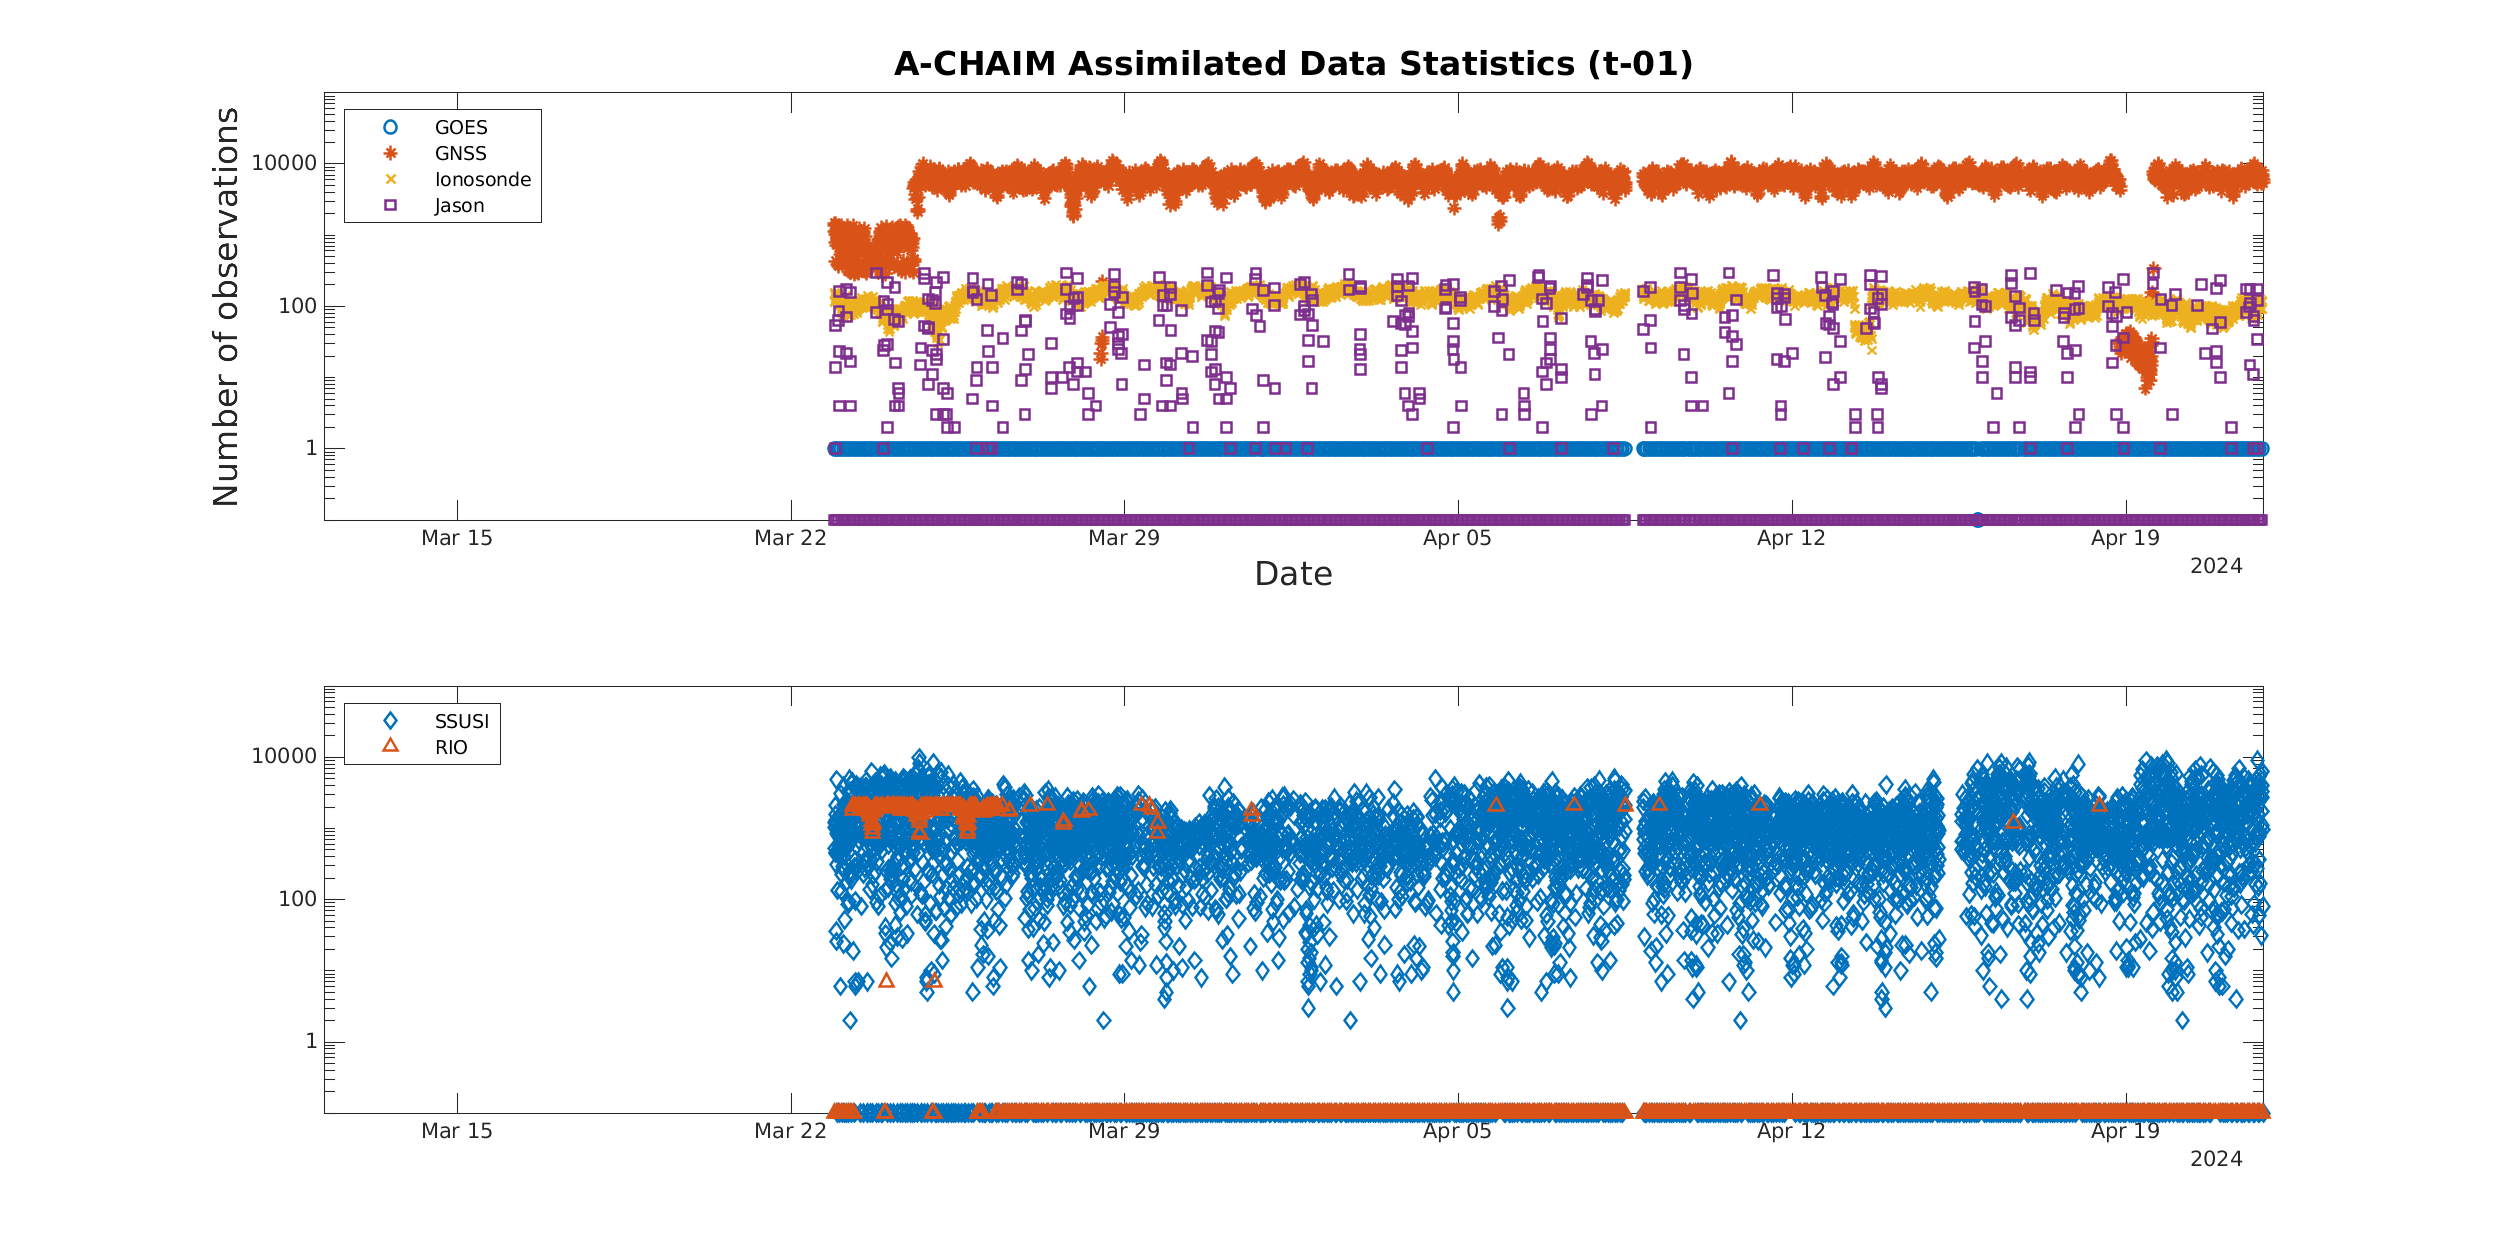 A-CHAIM Assimilated Data Statistics (t-01)
Number of observations
10000
100
1
GOES
GNSS
Ionosonde
Jason
Mar 15
Mar 22
Mar 29
Apr 05
Apr 12
Apr 19
2024
Date
10000
100
1
SSUSI
RIO
Mar 15
Mar 22
Mar 29
Apr 05
Apr 12
Apr 19
2024